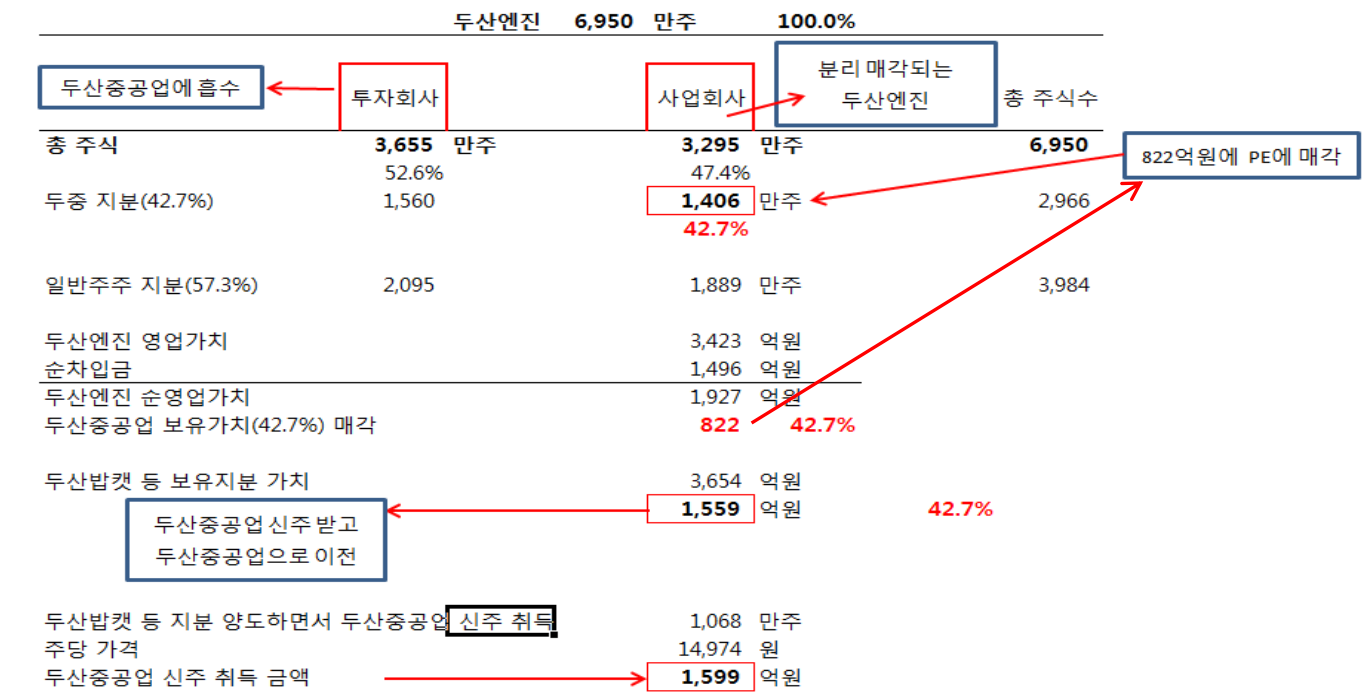 두산엔진 6,950 만주 100.0%
두산중공업에 흡수
투자회사
사업회사
분리 매각되는
두산엔진
총 주식수
총 주식 3,655 만주 3,295 만주 6,950
822억원에 PE에 매각
52.6% 47.4%
두중 지분(42.7%) 1,560 1,406 만주 2,966
42.7%
일반주주 지분(57.3%) 2,095 1,889 만주 3,984
두산엔진 영업가치 3,423 억원
순차입금 1,496 억원
두산엔진 순영업가치 1,927 억원
두산중공업 보유가치(42.7%) 매각 822 42.7%
두산밥캣 등 보유지분 가치 3,654 억원
1,559 억원 42.7%
두산중공업 신주 받고
두산중공업으로 이전
두산밥캣 등 지분 양도하면서 두산중공업 신주 취득 1,068 만주
주당 가격 14,974 원
두산중공업 신주 취득 금액 1,599 억원